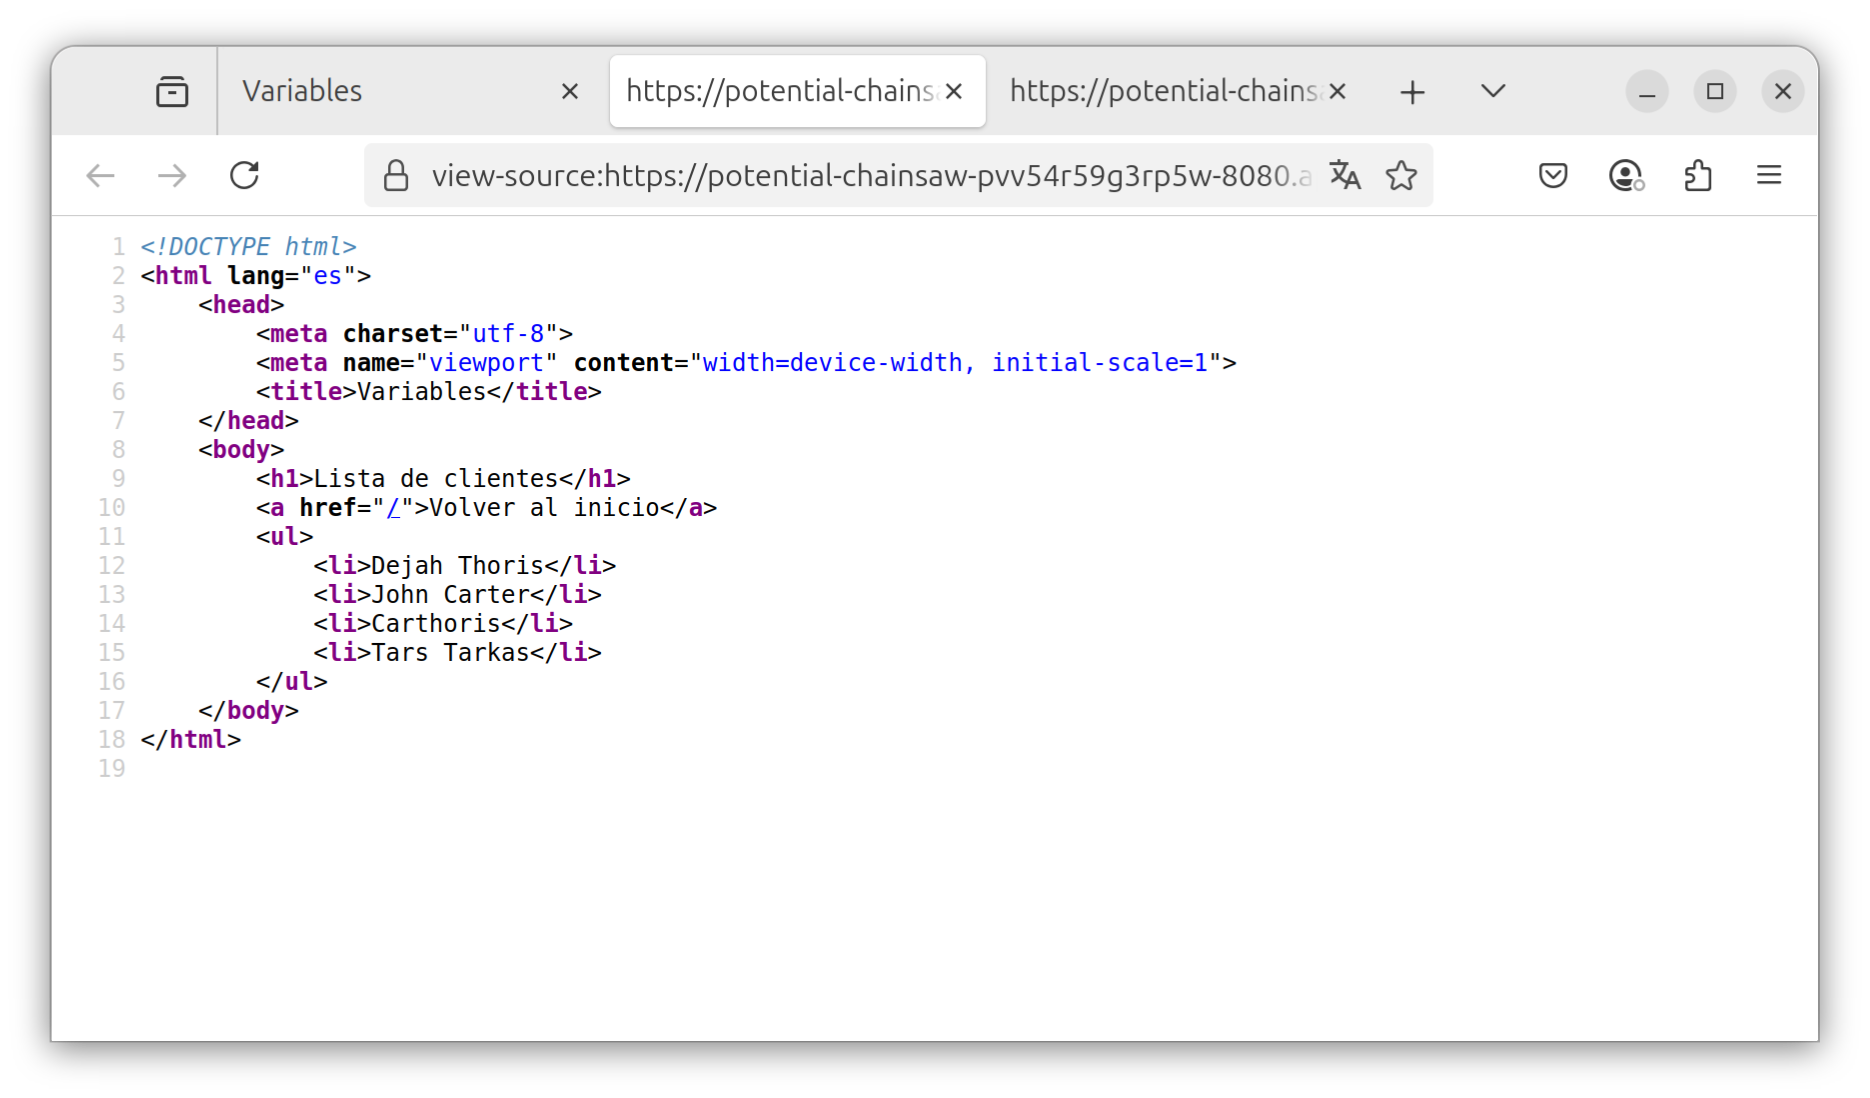 Variables
https://potential-chains
https://potential-chains
view-source:https://potential-chainsaw-pvv54r59g3rp5w-8080.a
1 <!DOCTYPE html>
2 <html lang="es">
3     <head>
4         <meta charset="utf-8">
5         <meta name="viewport" content="width=device-width, initial-scale=1">
6         <title>Variables</title>
7     </head>
8     <body>
9         <h1>Lista de clientes</h1>
10         <a href="/">Volver al inicio</a>
11         <ul>
12             <li>Dejah Thoris</li>
13             <li>John Carter</li>
14             <li>Carthoris</li>
15             <li>Tars Tarkas</li>
16         </ul>
17     </body>
18 </html>
19